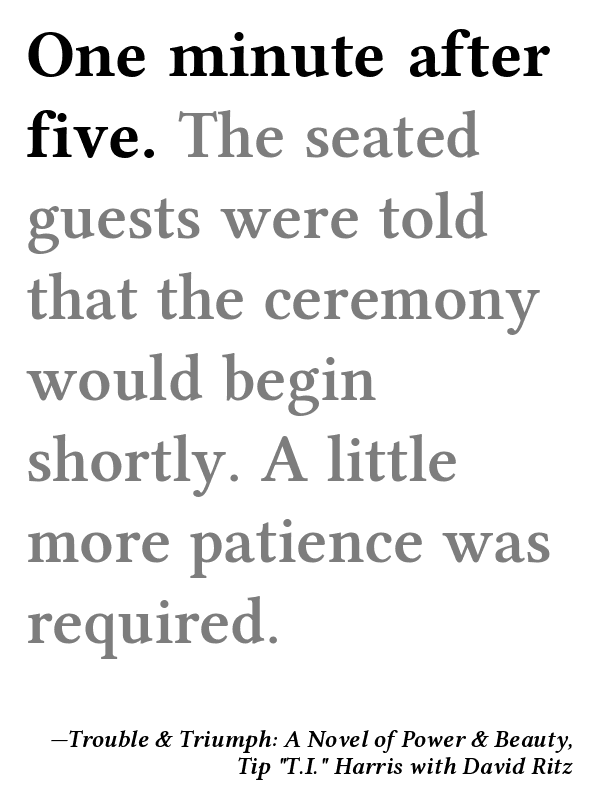 One minute after
five. The seated
guests were told
that the ceremony
would begin
shortly. A little
more patience was
required.
—Trouble & Triumph: A Novel of Power & Beauty,
Tip "T.I." Harris with David Ritz